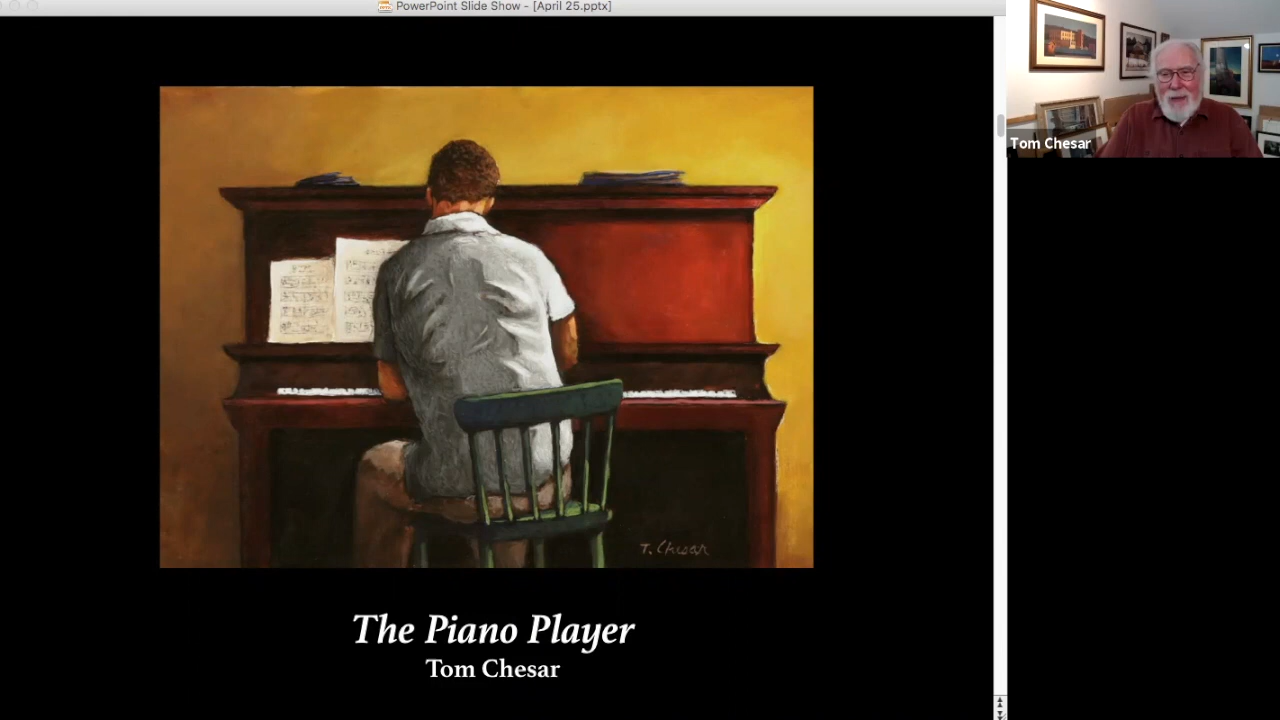 PowerPoint Slide Show - [April 25.pptx]
Tom Chesar
T. Chesar
The Piano Player
Tom Chesar